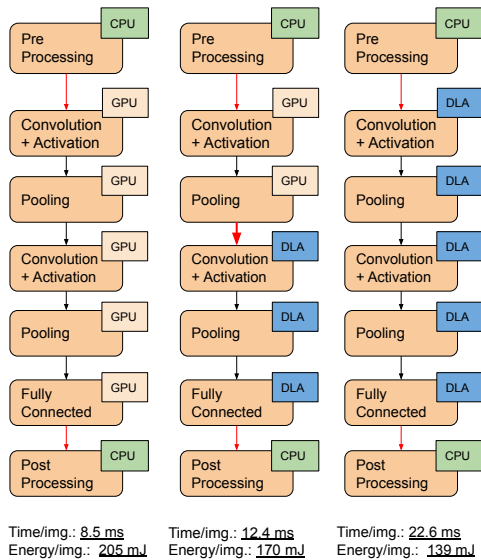 CPU
Pre
Processing
GPU
Convolution
+ Activation
GPU
Pooling
GPU
Convolution
+ Activation
GPU
Pooling
GPU
Fully
Connected
CPU
Post
Processing
Time/img.: 8.5 ms
Energy/img.: 205 mJ
CPU
Pre
Processing
GPU
Convolution
+ Activation
GPU
Pooling
DLA
Convolution
+ Activation
DLA
Pooling
DLA
Fully
Connected
CPU
Post
Processing
Time/img.: 12.4 ms
Energy/img.: 170 mJ
CPU
Pre
Processing
DLA
Convolution
+ Activation
DLA
Pooling
DLA
Convolution
+ Activation
DLA
Pooling
DLA
Fully
Connected
CPU
Post
Processing
Time/img.: 22.6 ms
Energy/img.: 139 mJ